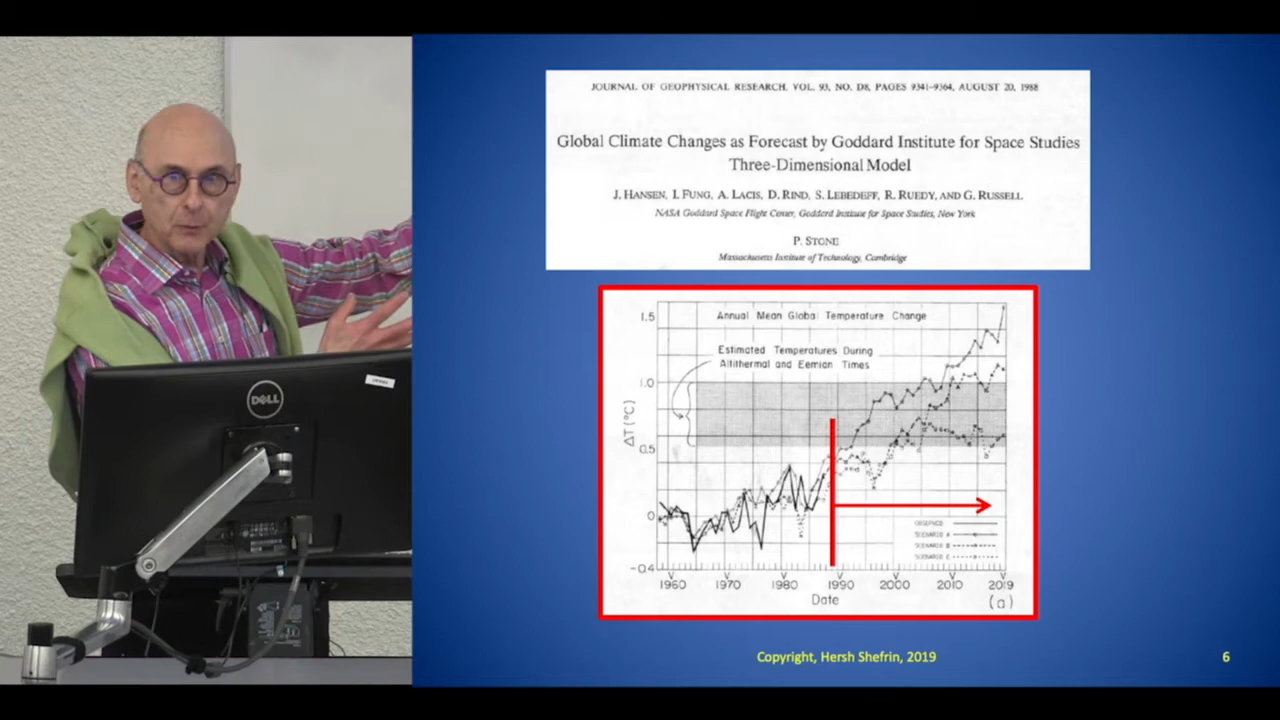 JOURNAL OF GEOPHYSICAL RESEARCH, VOL. 93, NO. D8, PAGES 9341-9364, AUGUST 20, 1988
Global Climate Changes as Forecast by Goddard Institute for Space Studies
Three-Dimensional Model
J. HANSEN, I. FUNG, A. LACIS, D. RIND, S. LEBEDEFF, R. RUEDY, AND G. RUSSELL
NASA Goddard Space Flight Center, Goddard Institute for Space Studies, New York
P. STONE
Massachusetts Institute of Technology, Cambridge
Annual Mean Global Temperature Change
Estimated Temperatures During
Altithermal and Eemian Times
1.5
1.0
0.5
0
-0.4
ΔT (°C)
OBSERVED
SCENARIO A
SCENARIO B
SCENARIO C
1960 1970 1980 1990 2000 2010 2019
Date
(a)
DELL
Copyright, Hersh Shefrin, 2019
6